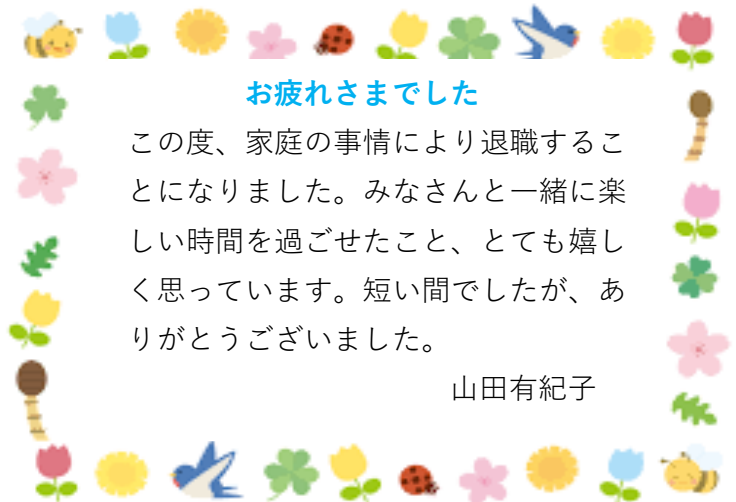 お疲れさまでした
この度、家庭の事情により退職するこ
とになりました。みなさんと一緒に楽
しい時間を過ごせたこと、とても嬉し
く思っています。短い間でしたが、あ
りがとうございました。
山田有紀子